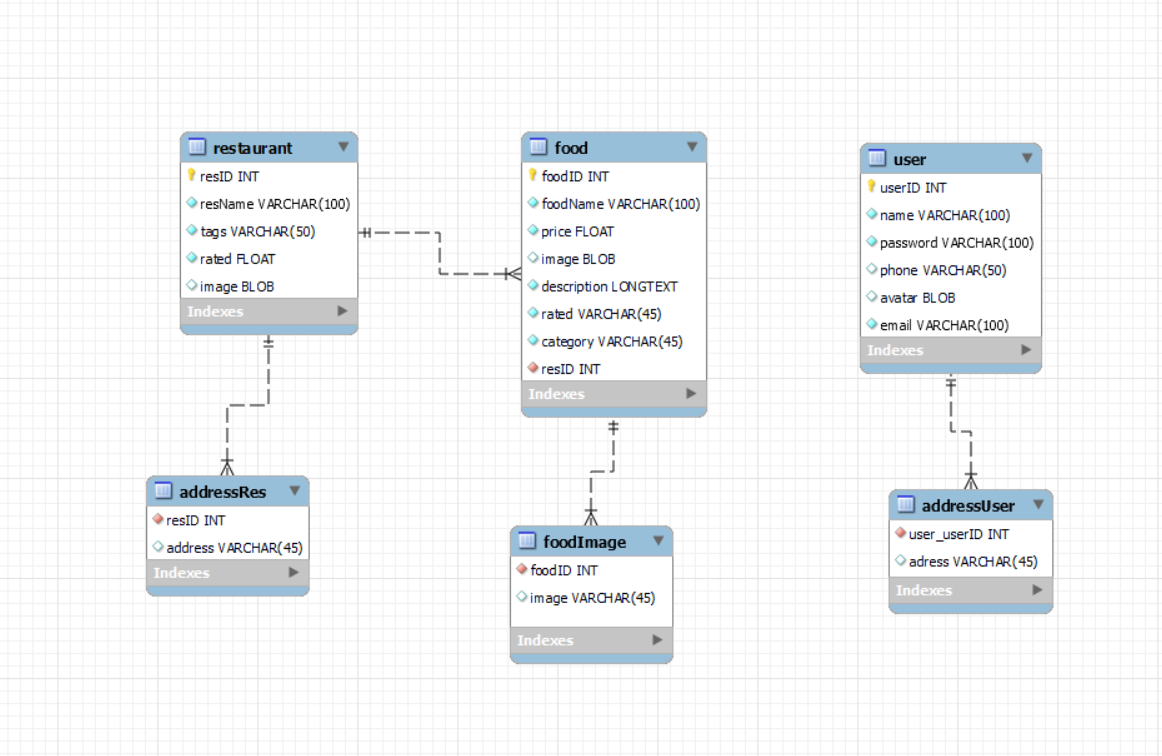 restaurant
resID INT
resName VARCHAR(100)
tags VARCHAR(50)
rated FLOAT
image BLOB
Indexes
food
foodID INT
foodName VARCHAR(100)
price FLOAT
image BLOB
description LONGTEXT
rated VARCHAR(45)
category VARCHAR(45)
resID INT
Indexes
user
userID INT
name VARCHAR(100)
password VARCHAR(100)
phone VARCHAR(50)
avatar BLOB
email VARCHAR(100)
Indexes
addressRes
resID INT
address VARCHAR(45)
Indexes
foodImage
foodID INT
image VARCHAR(45)
Indexes
addressUser
user_userID INT
adress VARCHAR(45)
Indexes